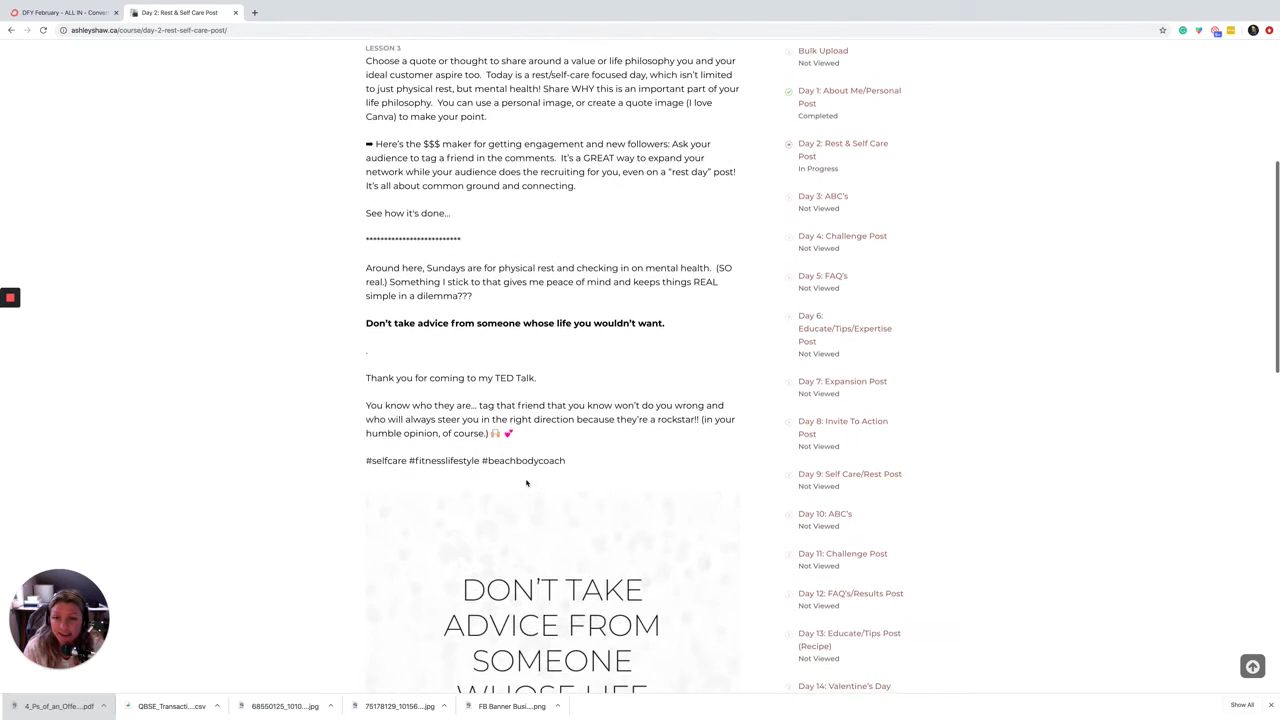 DFY February - ALL IN - Conver
Day 2: Rest & Self Care Post
ashleyshaw.ca/course/day-2-rest-self-care-post/
LESSON 3
Choose a quote or thought to share around a value or life philosophy you and your
ideal customer aspire too.  Today is a rest/self-care focused day, which isn't limited
to just physical rest, but mental health! Share WHY this is an important part of your
life philosophy.  You can use a personal image, or create a quote image (I love
Canva) to make your point.
➡ Here's the $$$ maker for getting engagement and new followers: Ask your
audience to tag a friend in the comments.  It's a GREAT way to expand your
network while your audience does the recruiting for you, even on a “rest day” post!
It's all about common ground and connecting.
See how it's done…
**************************
Around here, Sundays are for physical rest and checking in on mental health.  (SO
real.) Something I stick to that gives me peace of mind and keeps things REAL
simple in a dilemma???
Don't take advice from someone whose life you wouldn't want.
.
Thank you for coming to my TED Talk.
You know who they are… tag that friend that you know won't do you wrong and
who will always steer you in the right direction because they're a rockstar!! (in your
humble opinion, of course.) 🙌🏼 💕
#selfcare #fitnesslifestyle #beachbodycoach
DON'T TAKE
ADVICE FROM
SOMEONE
WHOSE LIFE
Bulk Upload
Not Viewed
Day 1: About Me/Personal
Post
Completed
Day 2: Rest & Self Care
Post
In Progress
Day 3: ABC's
Not Viewed
Day 4: Challenge Post
Not Viewed
Day 5: FAQ's
Not Viewed
Day 6:
Educate/Tips/Expertise
Post
Not Viewed
Day 7: Expansion Post
Not Viewed
Day 8: Invite To Action
Post
Not Viewed
Day 9: Self Care/Rest Post
Not Viewed
Day 10: ABC's
Not Viewed
Day 11: Challenge Post
Not Viewed
Day 12: FAQ's/Results Post
Not Viewed
Day 13: Educate/Tips Post
(Recipe)
Not Viewed
Day 14: Valentine's Day
4_Ps_of_an_Offe....pdf
QBSE_Transacti....csv
68550125_1010....jpg
75178129_10156....jpg
FB Banner Busi....png
Show All